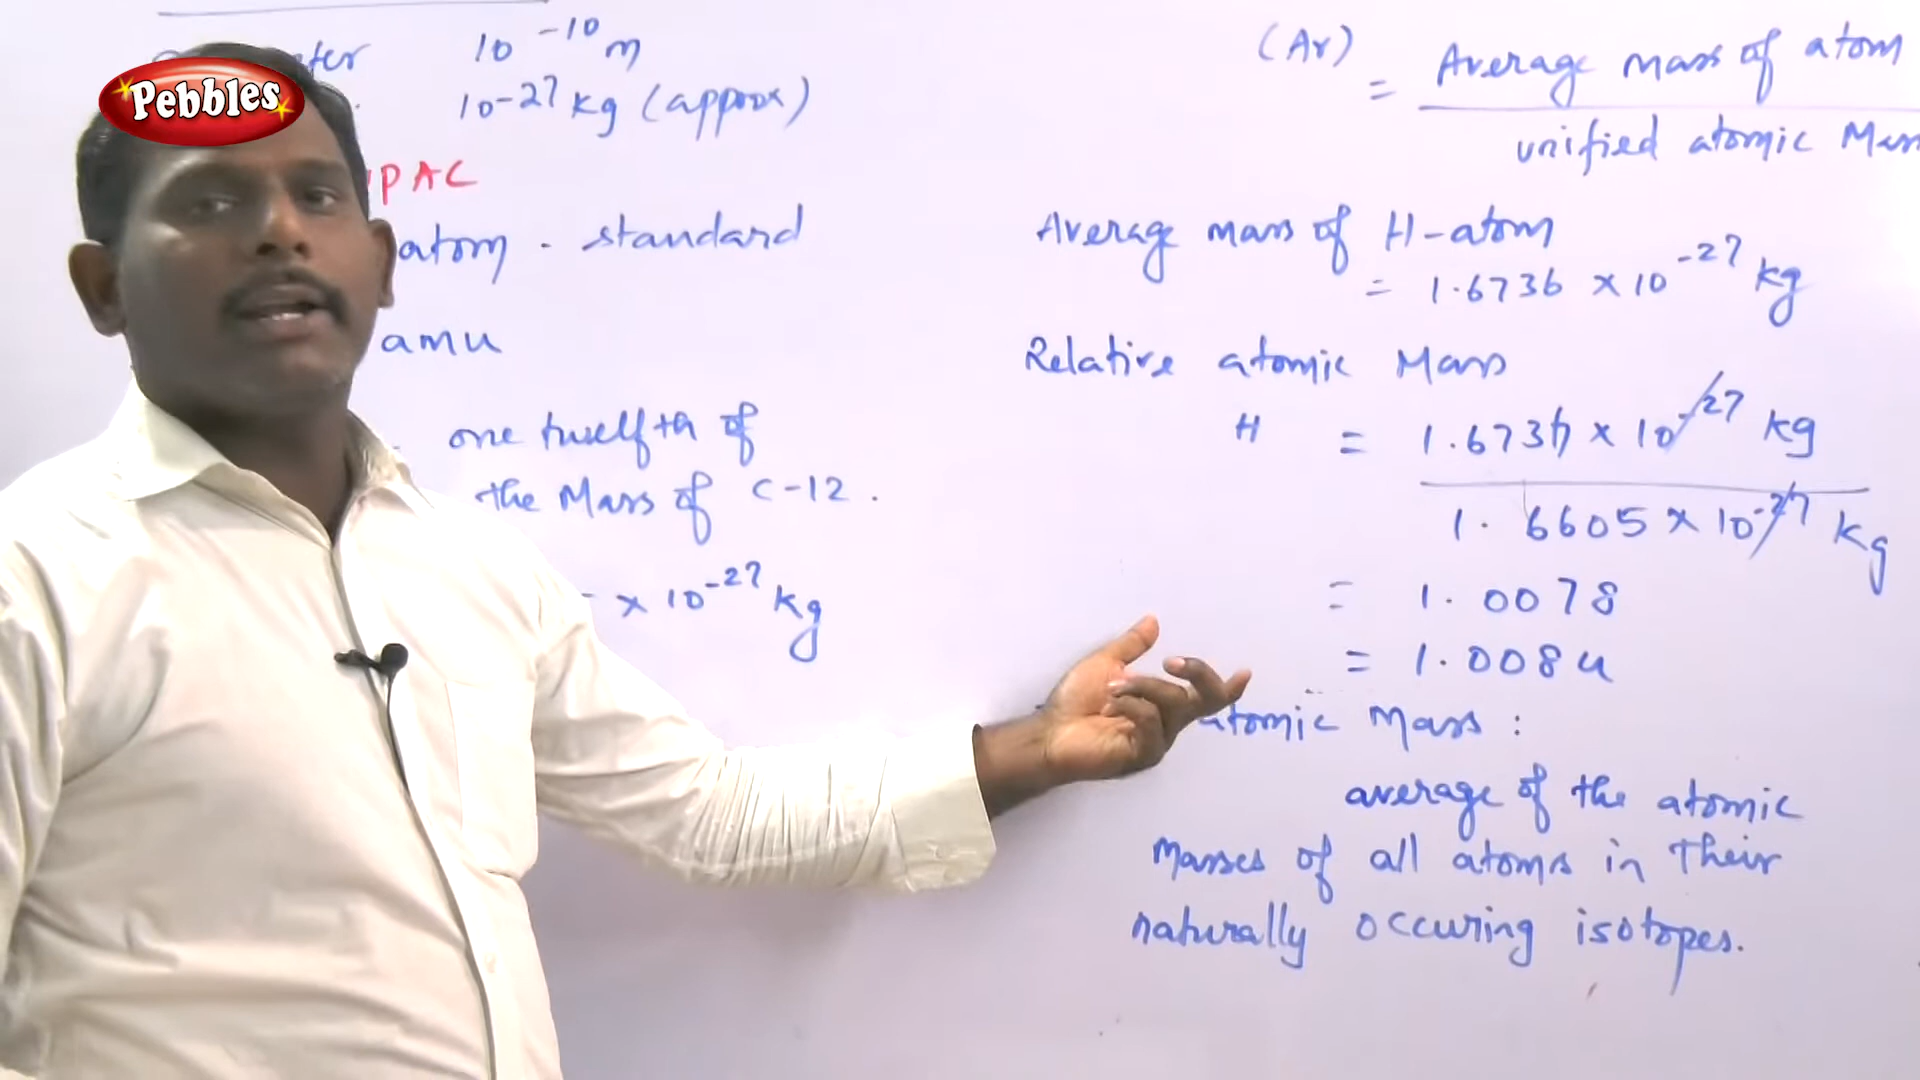 Pebbles
10⁻¹⁰ m
10⁻²⁷ kg (approx)
PAC
atom - standard
amu
one twelfth of
the Mass of C-12.
× 10⁻²⁷ kg
(Ar)
= Average mass of atom
unified atomic Mass
Average mass of H-atom
= 1.6736 × 10⁻²⁷ kg
Relative atomic Mass
H = 1.6736 × 10⁻²⁷ kg
1.6605 × 10⁻²⁷ kg
= 1.0078
= 1.008u
atomic Mass:
average of the atomic
Masses of all atoms in Their
naturally occuring isotopes.